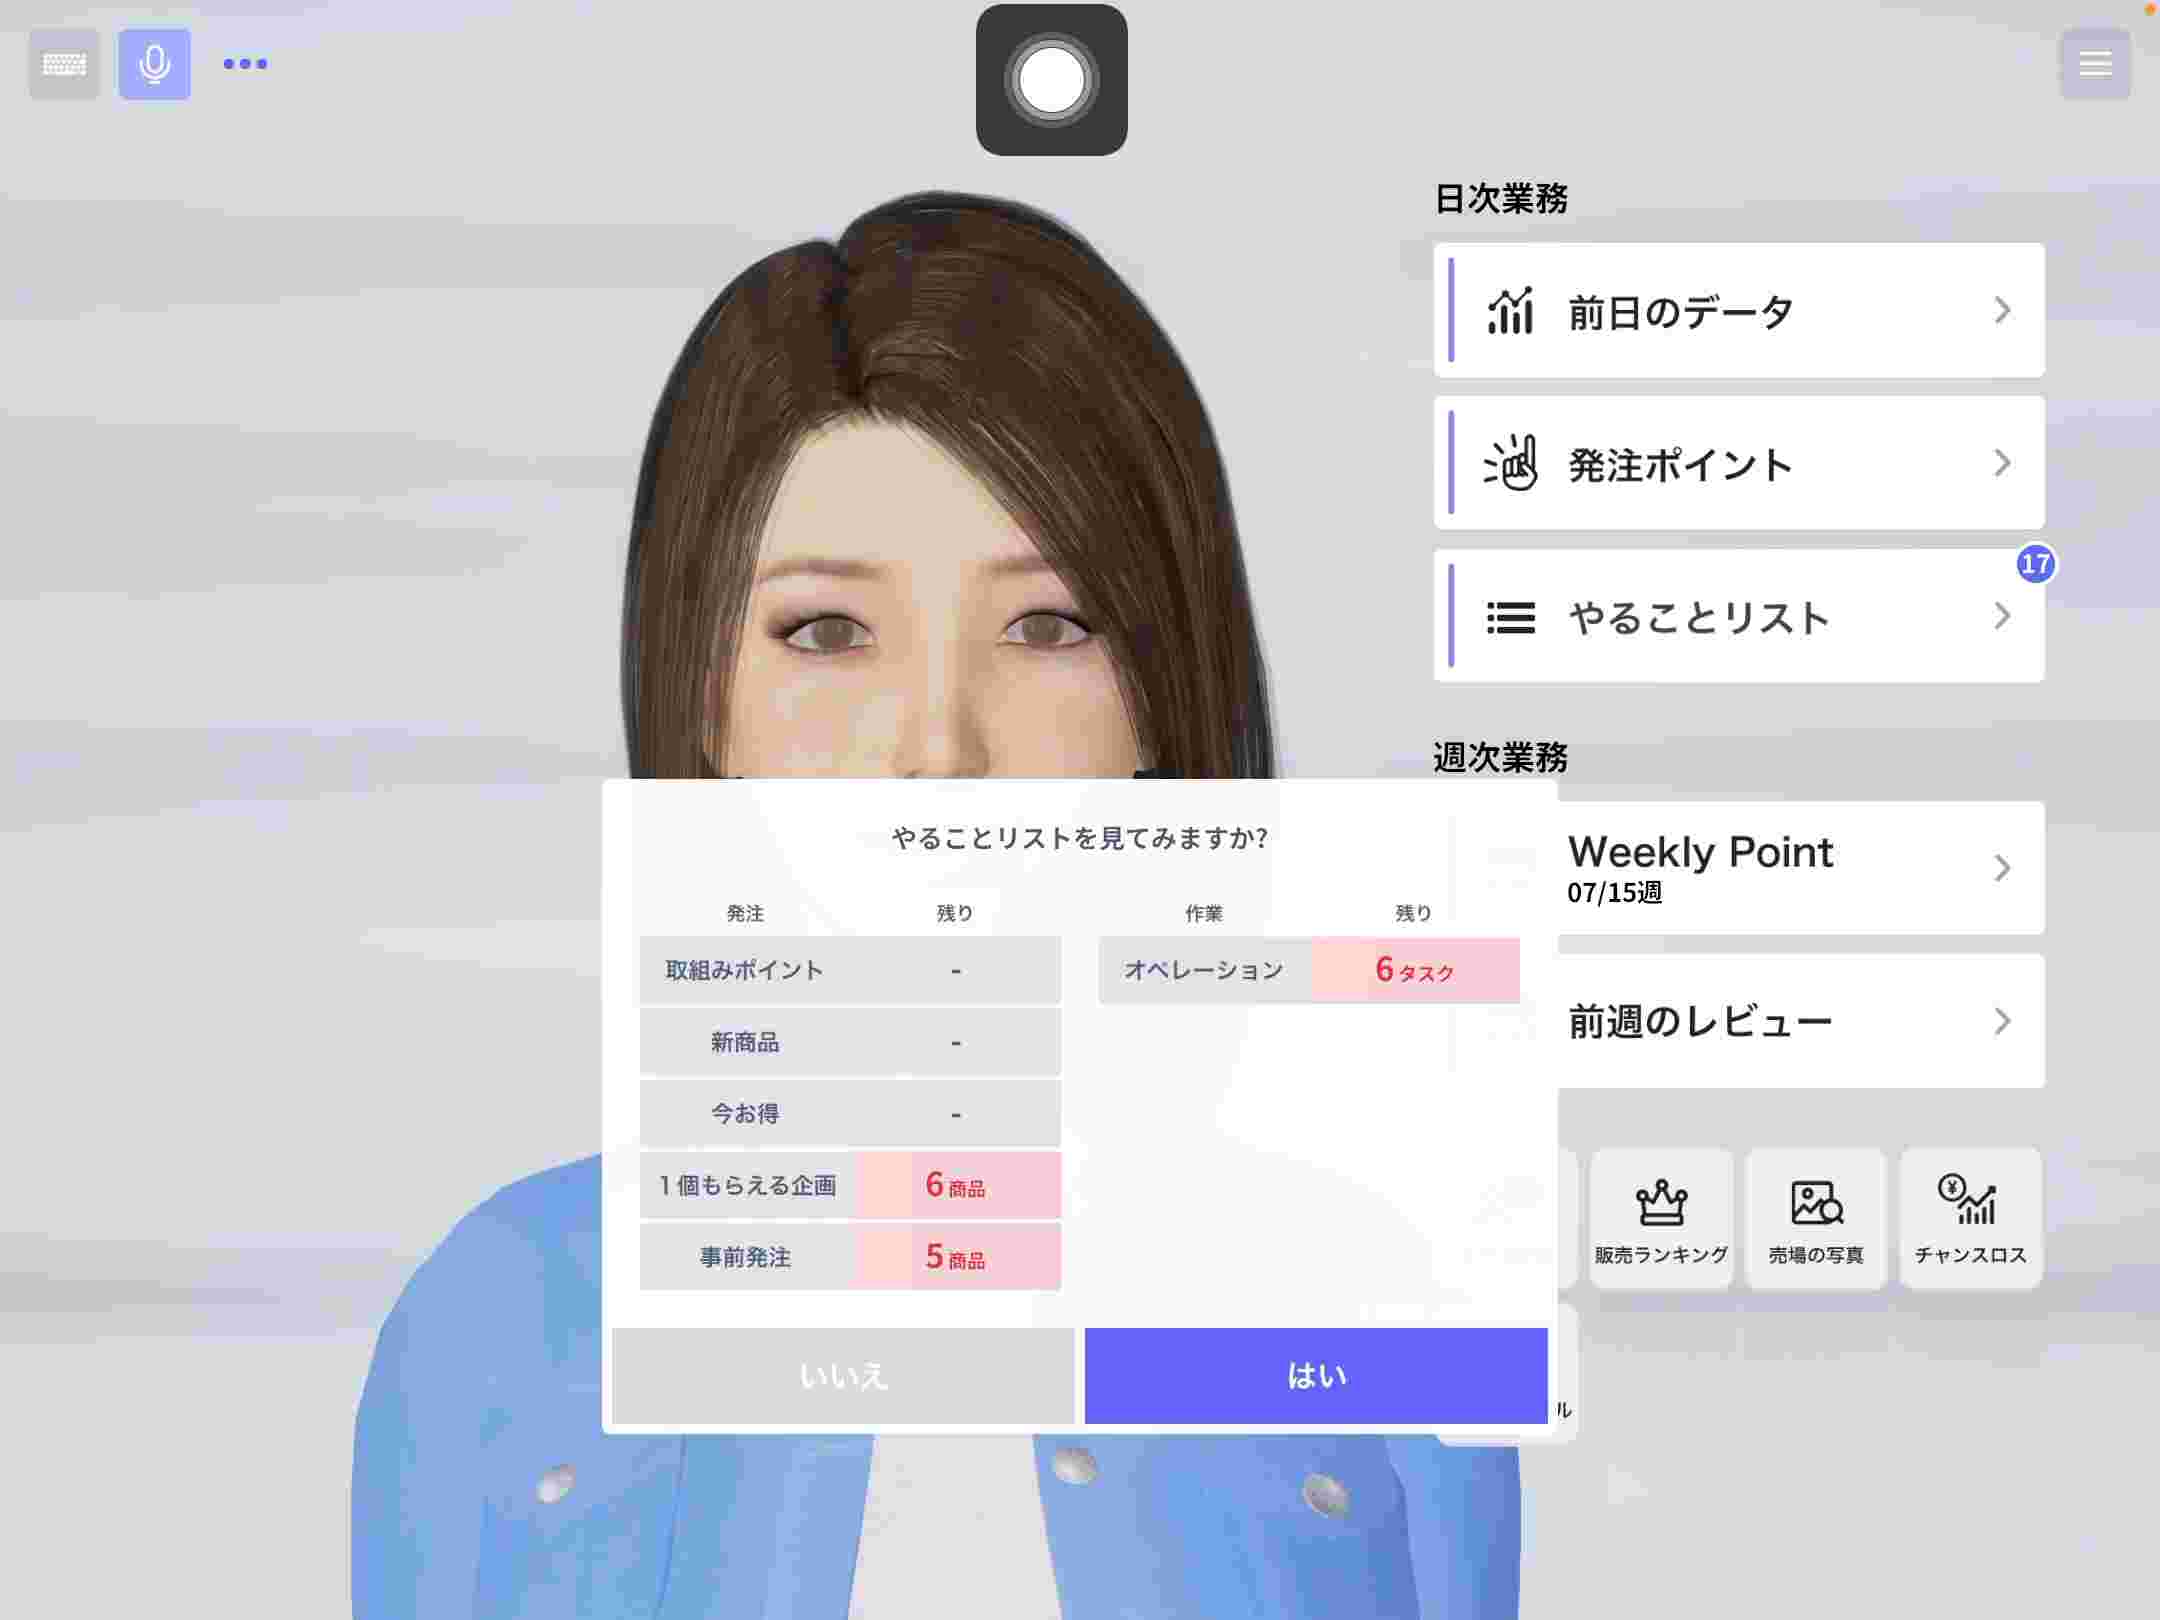 日次業務
前日のデータ
発注ポイント
17
やることリスト
週次業務
Weekly Point
07/15週
前週のレビュー
販売ランキング
売場の写真
チャンスロス
ル
やることリストを見てみますか?
発注 残り
取組みポイント -
新商品 -
今お得 -
1個もらえる企画 6商品
事前発注 5商品
作業 残り
オペレーション 6タスク
いいえ
はい